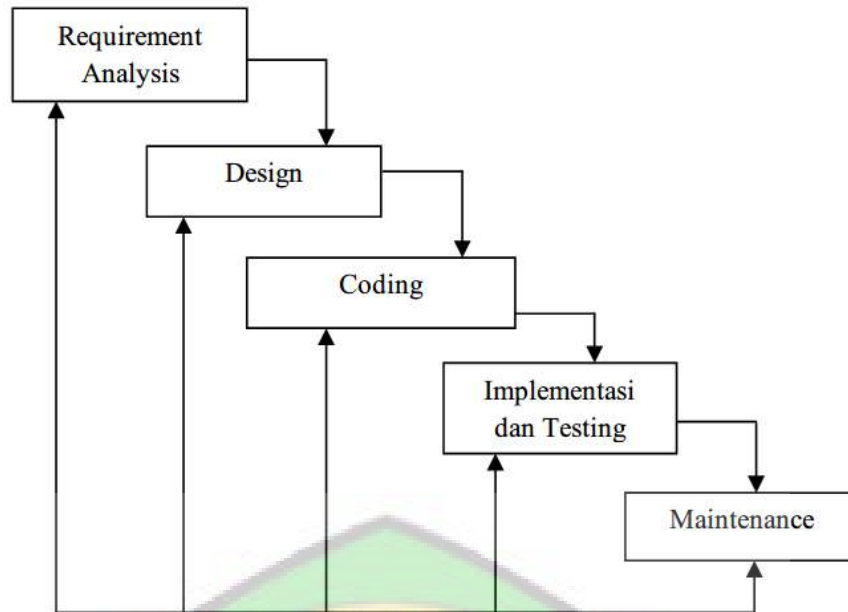 Requirement
Analysis
Design
Coding
Implementasi
dan Testing
Maintenance